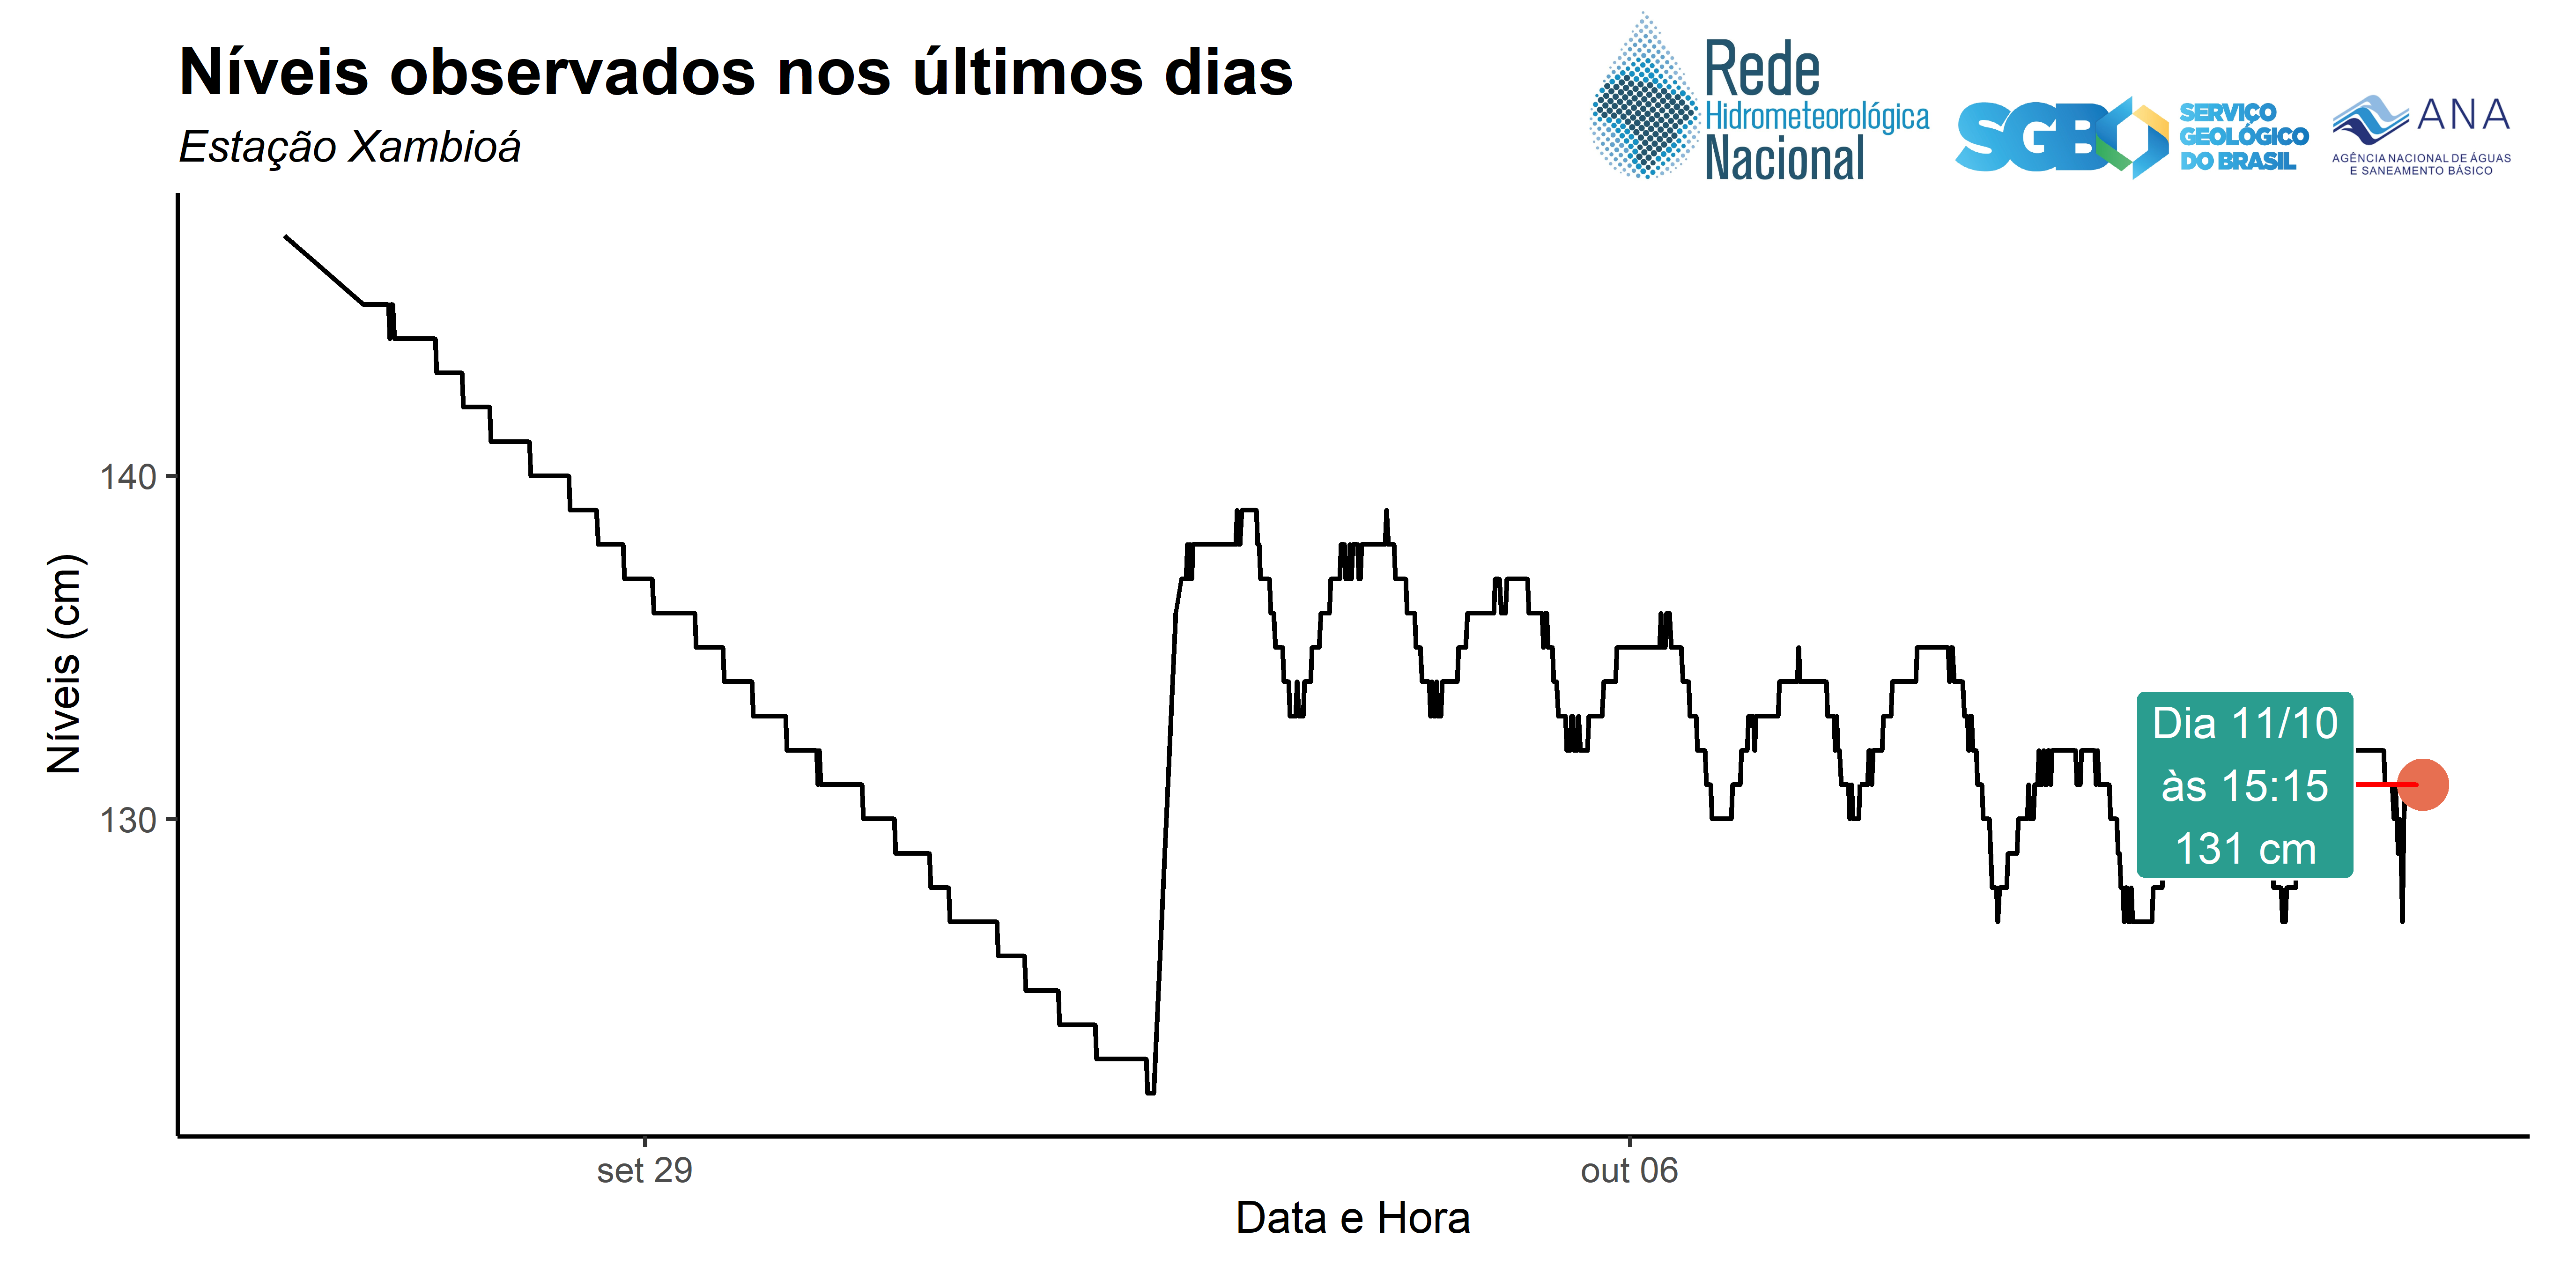 Níveis observados nos últimos dias
Estação Xambioá
Rede
Hidrometeorológica
Nacional
SGB
SERVIÇO
GEOLÓGICO
DO BRASIL
ANA
AGÊNCIA NACIONAL DE ÁGUAS
E SANEAMENTO BÁSICO
Níveis (cm)
140
130
Dia 11/10
às 15:15
131 cm
set 29
out 06
Data e Hora